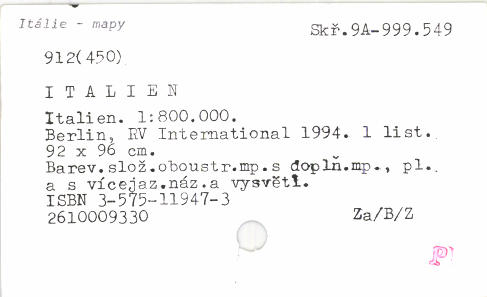 Itálie - mapy
Skř.9A-999.549
912(450)
I T A L I E N
Italien. 1:800.000.
Berlin, RV International 1994. 1 list.
92 x 96 cm.
Barev.slož.oboustr.mp.s doplň.mp., pl.
a s vícejaz.náz.a vysvětl.
ISBN 3-575-11947-3
2610009330 Za/B/Z
P